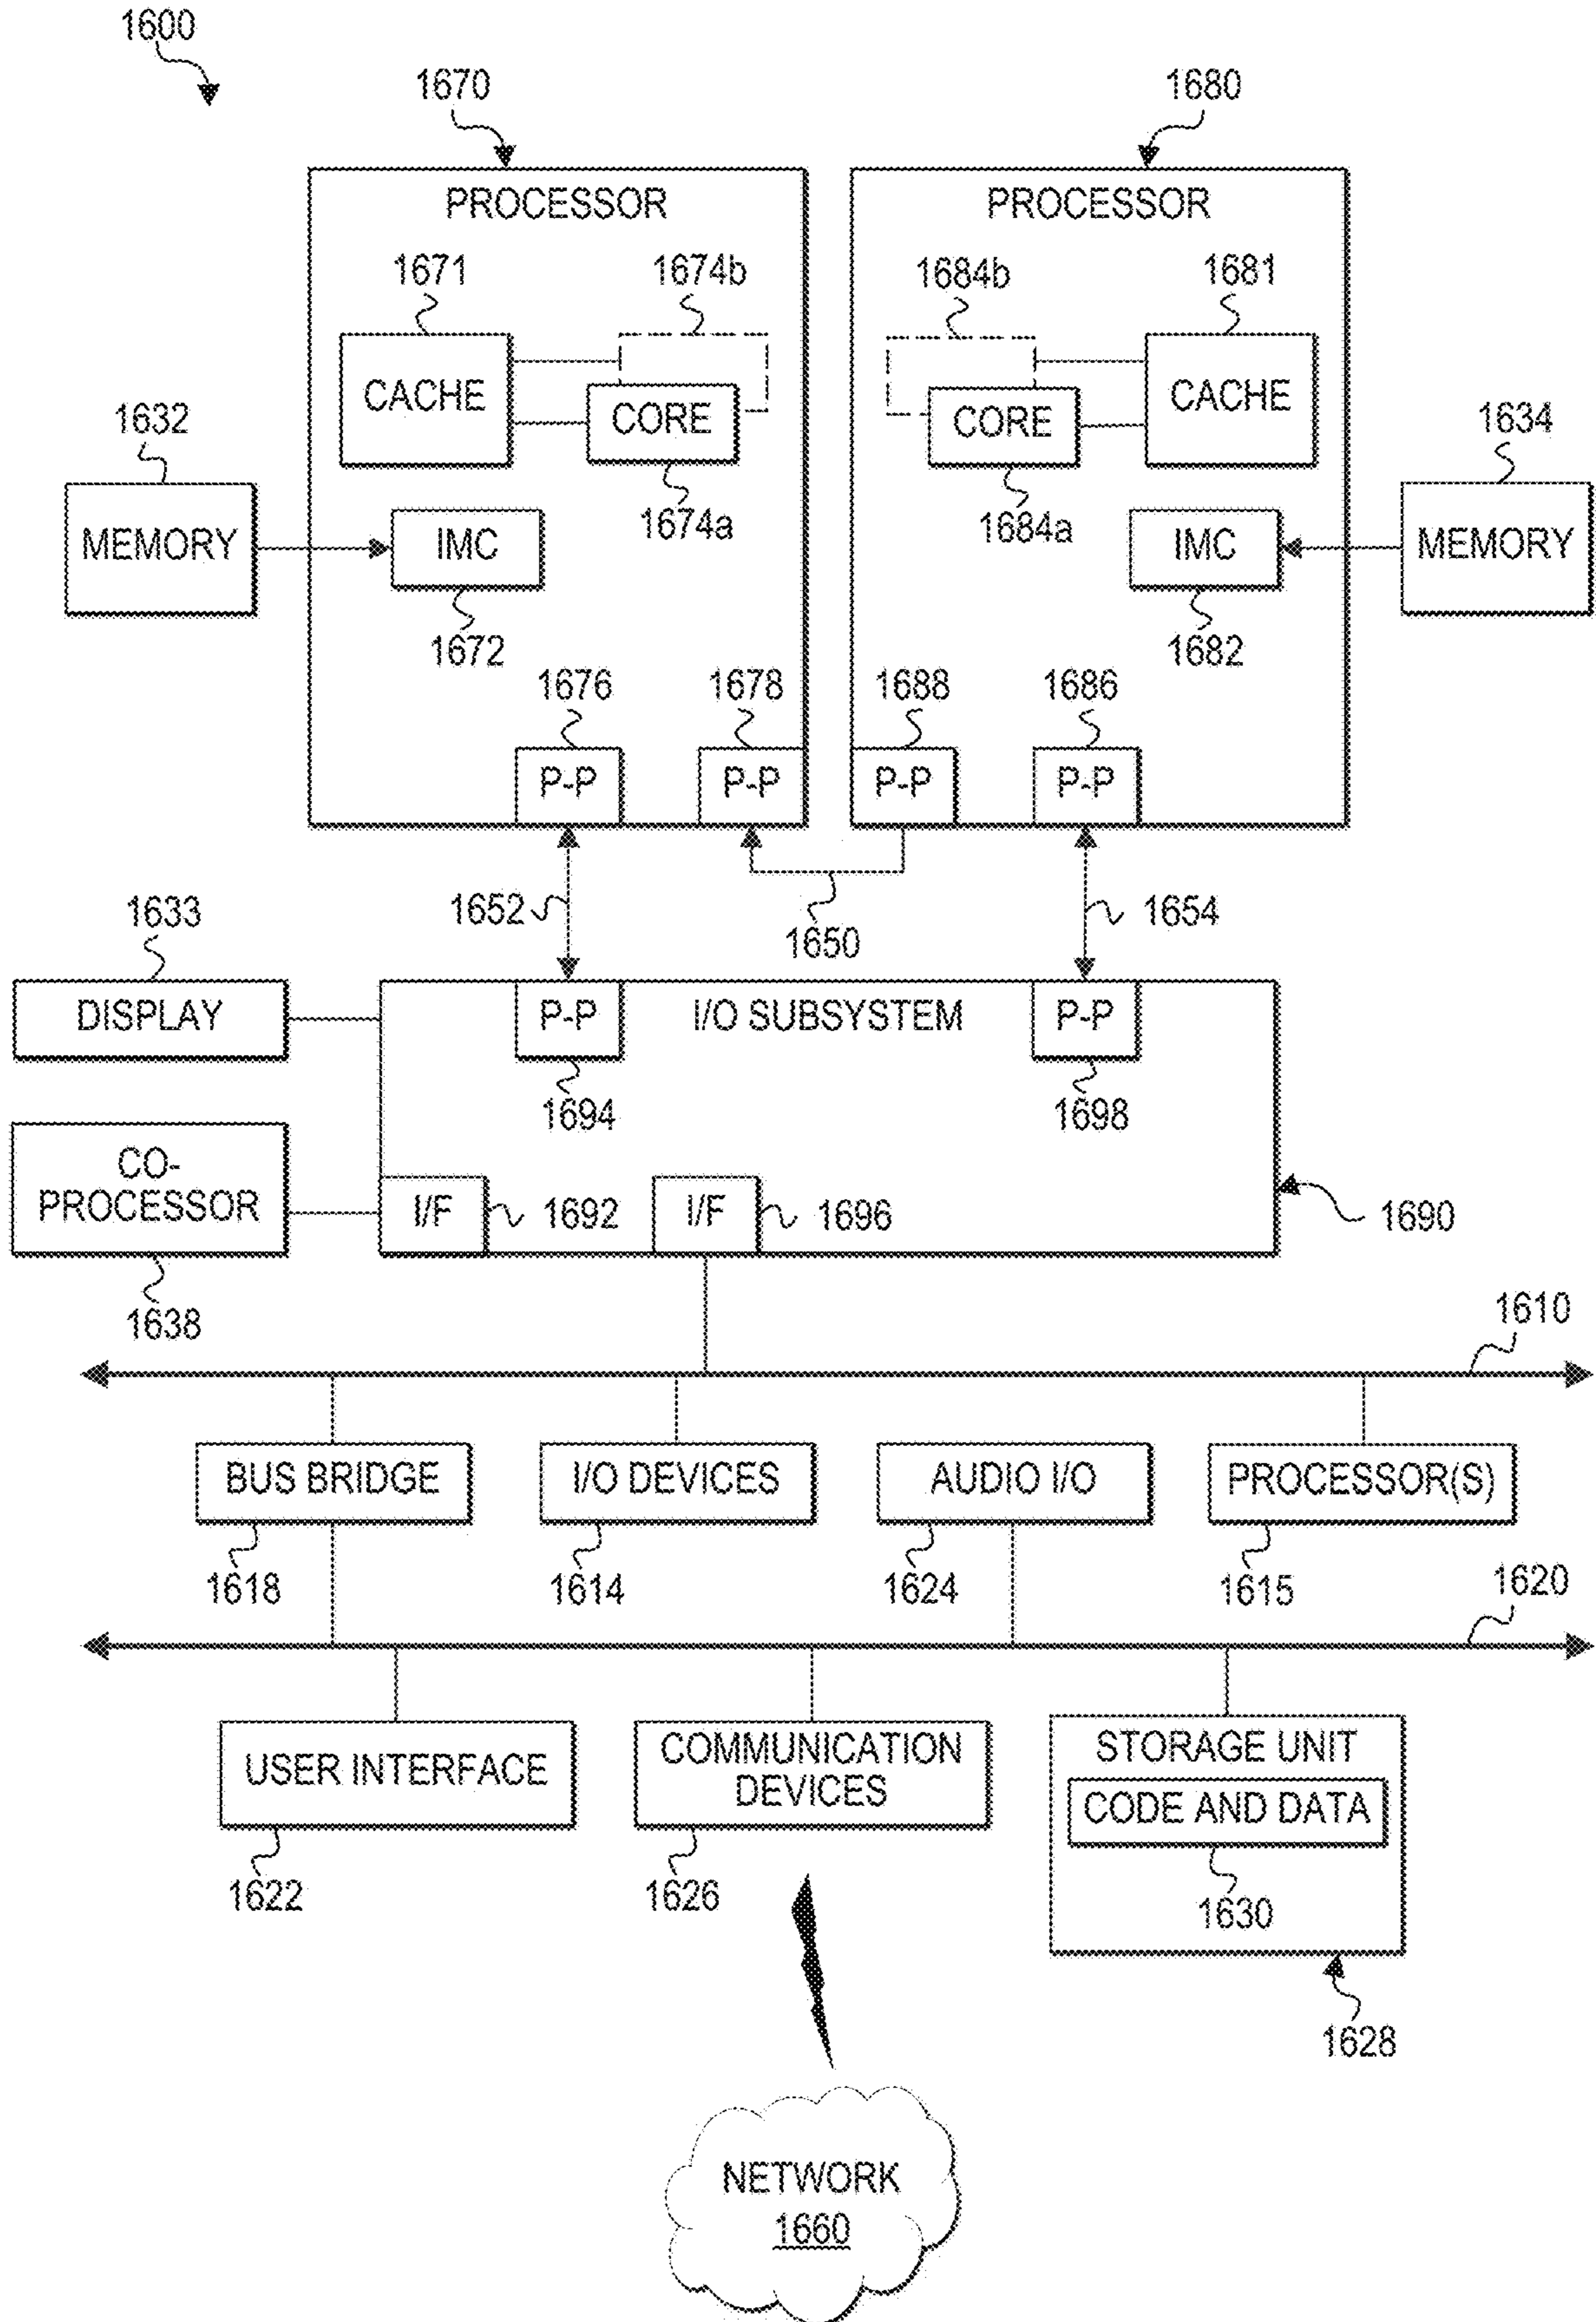 1600
1670
1680
PROCESSOR
PROCESSOR
1671
1674b
1684b
1681
CACHE
CORE
CORE
CACHE
1632
1634
1674a
1684a
MEMORY
IMC
IMC
MEMORY
1672
1682
1676
1678
1688
1686
P-P
P-P
P-P
P-P
1652
1650
1654
1633
DISPLAY
P-P
I/O SUBSYSTEM
P-P
1694
1698
CO-
PROCESSOR
I/F
1692
I/F
1696
1690
1638
1610
BUS BRIDGE
I/O DEVICES
AUDIO I/O
PROCESSOR(S)
1618
1614
1624
1615
1620
USER INTERFACE
COMMUNICATION
DEVICES
STORAGE UNIT
CODE AND DATA
1622
1626
1630
1628
NETWORK
1660